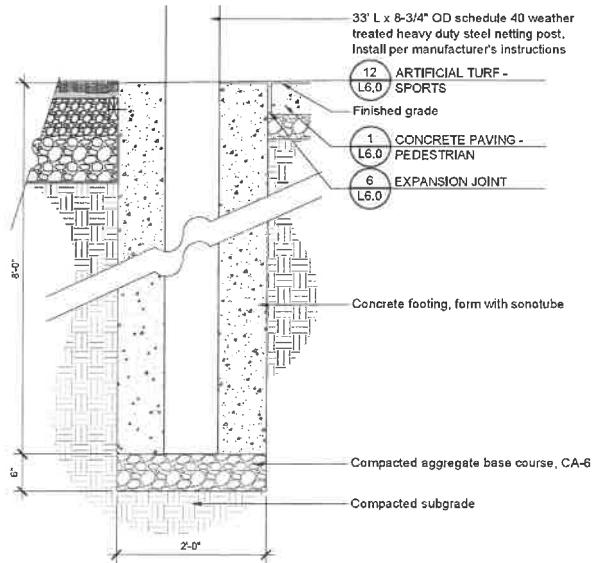 33' L x 8-3/4" OD schedule 40 weather
treated heavy duty steel netting post.
Install per manufacturer's instructions
12
L6.0
ARTIFICIAL TURF -
SPORTS
Finished grade
1
L6.0
CONCRETE PAVING -
PEDESTRIAN
6
L6.0
EXPANSION JOINT
8'-0"
Concrete footing, form with sonotube
6"
Compacted aggregate base course, CA-6
Compacted subgrade
2'-0"